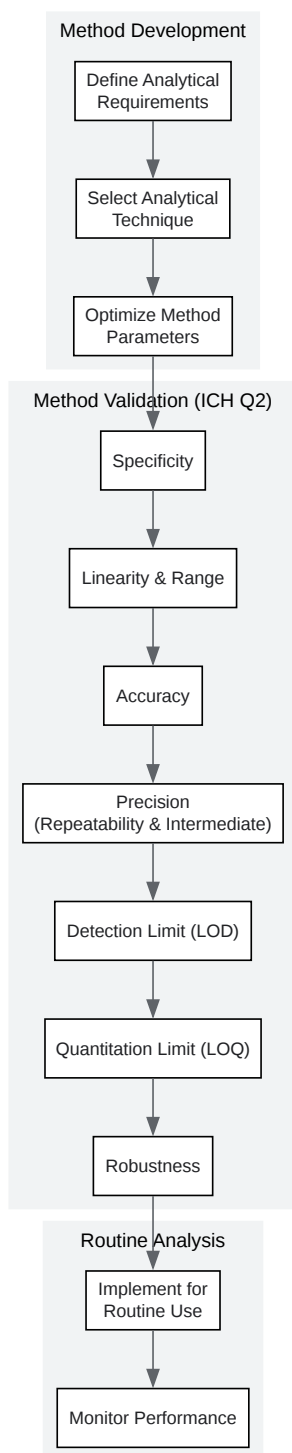 Method Development
Define Analytical
Requirements
Select Analytical
Technique
Optimize Method
Parameters
Method Validation (ICH Q2)
Specificity
Linearity & Range
Accuracy
Precision
(Repeatability & Intermediate)
Detection Limit (LOD)
Quantitation Limit (LOQ)
Robustness
Routine Analysis
Implement for
Routine Use
Monitor Performance